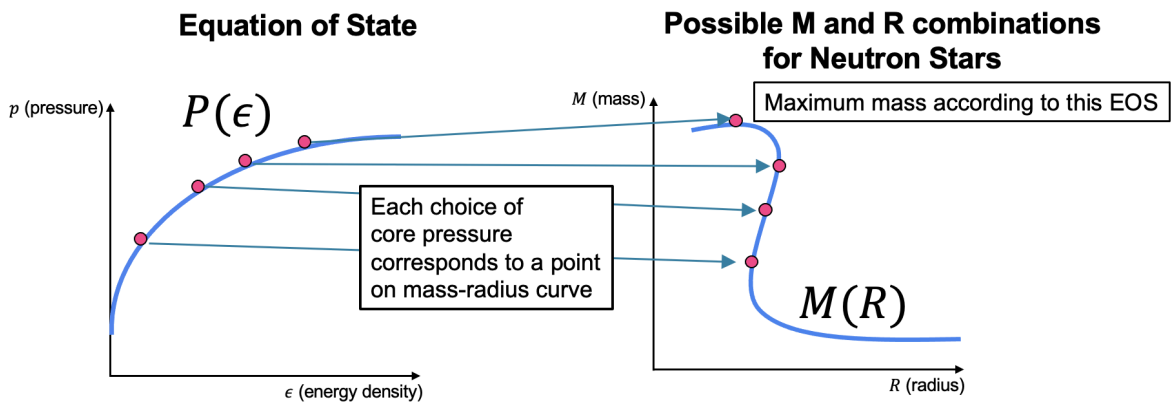 Equation of State
Possible M and R combinations
for Neutron Stars
p (pressure)
P(ϵ)
M (mass)
Maximum mass according to this EOS
Each choice of
core pressure
corresponds to a point
on mass-radius curve
M(R)
ϵ (energy density)
R (radius)